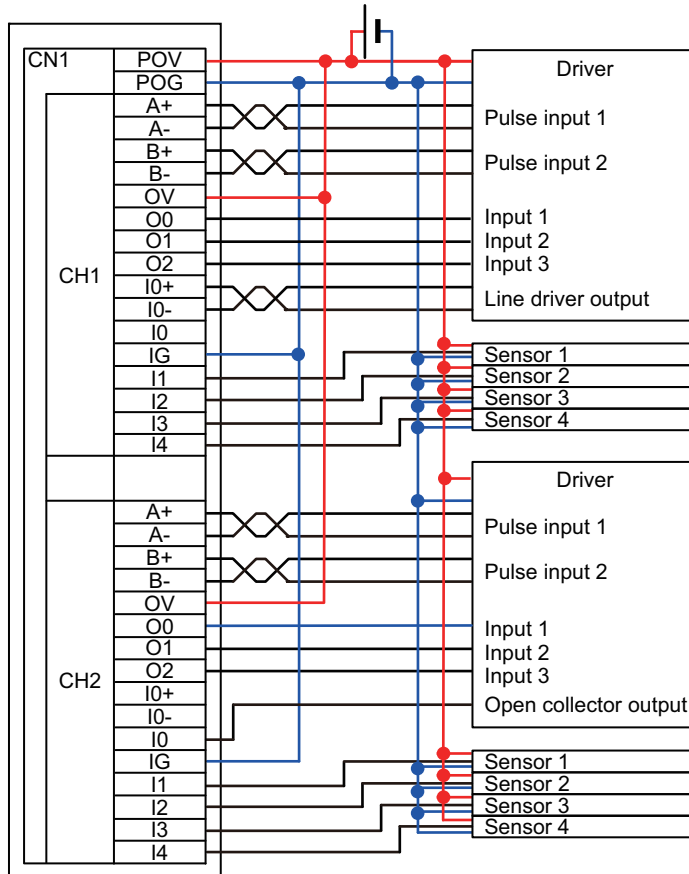 CN1
POV
POG
CH1
A+
A-
B+
B-
OV
O0
O1
O2
I0+
I0-
I0
IG
I1
I2
I3
I4
CH2
A+
A-
B+
B-
OV
O0
O1
O2
I0+
I0-
I0
IG
I1
I2
I3
I4
Driver
Pulse input 1
Pulse input 2
Input 1
Input 2
Input 3
Line driver output
Sensor 1
Sensor 2
Sensor 3
Sensor 4
Driver
Pulse input 1
Pulse input 2
Input 1
Input 2
Input 3
Open collector output
Sensor 1
Sensor 2
Sensor 3
Sensor 4